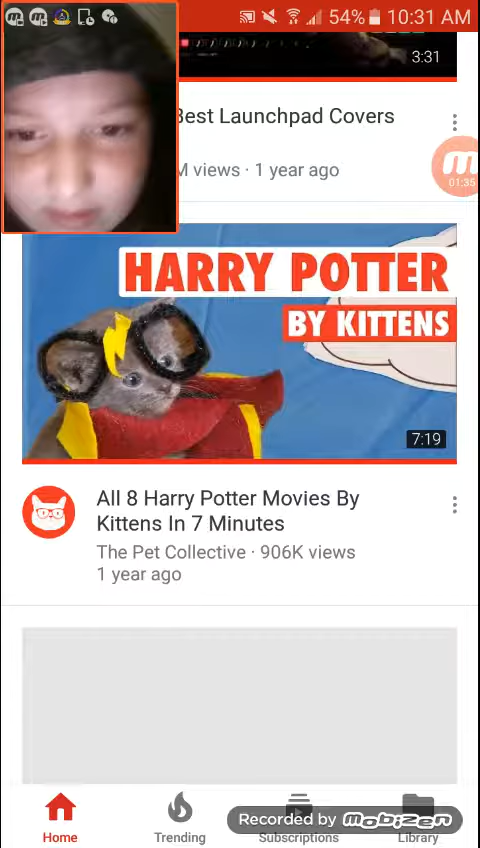 54% 10:31 AM
3:31
Best Launchpad Covers
M views · 1 year ago
01:35
HARRY POTTER
BY KITTENS
7:19
All 8 Harry Potter Movies By
Kittens In 7 Minutes
The Pet Collective · 906K views
1 year ago
Home
Trending
Subscriptions
Library
Recorded by Mobizen